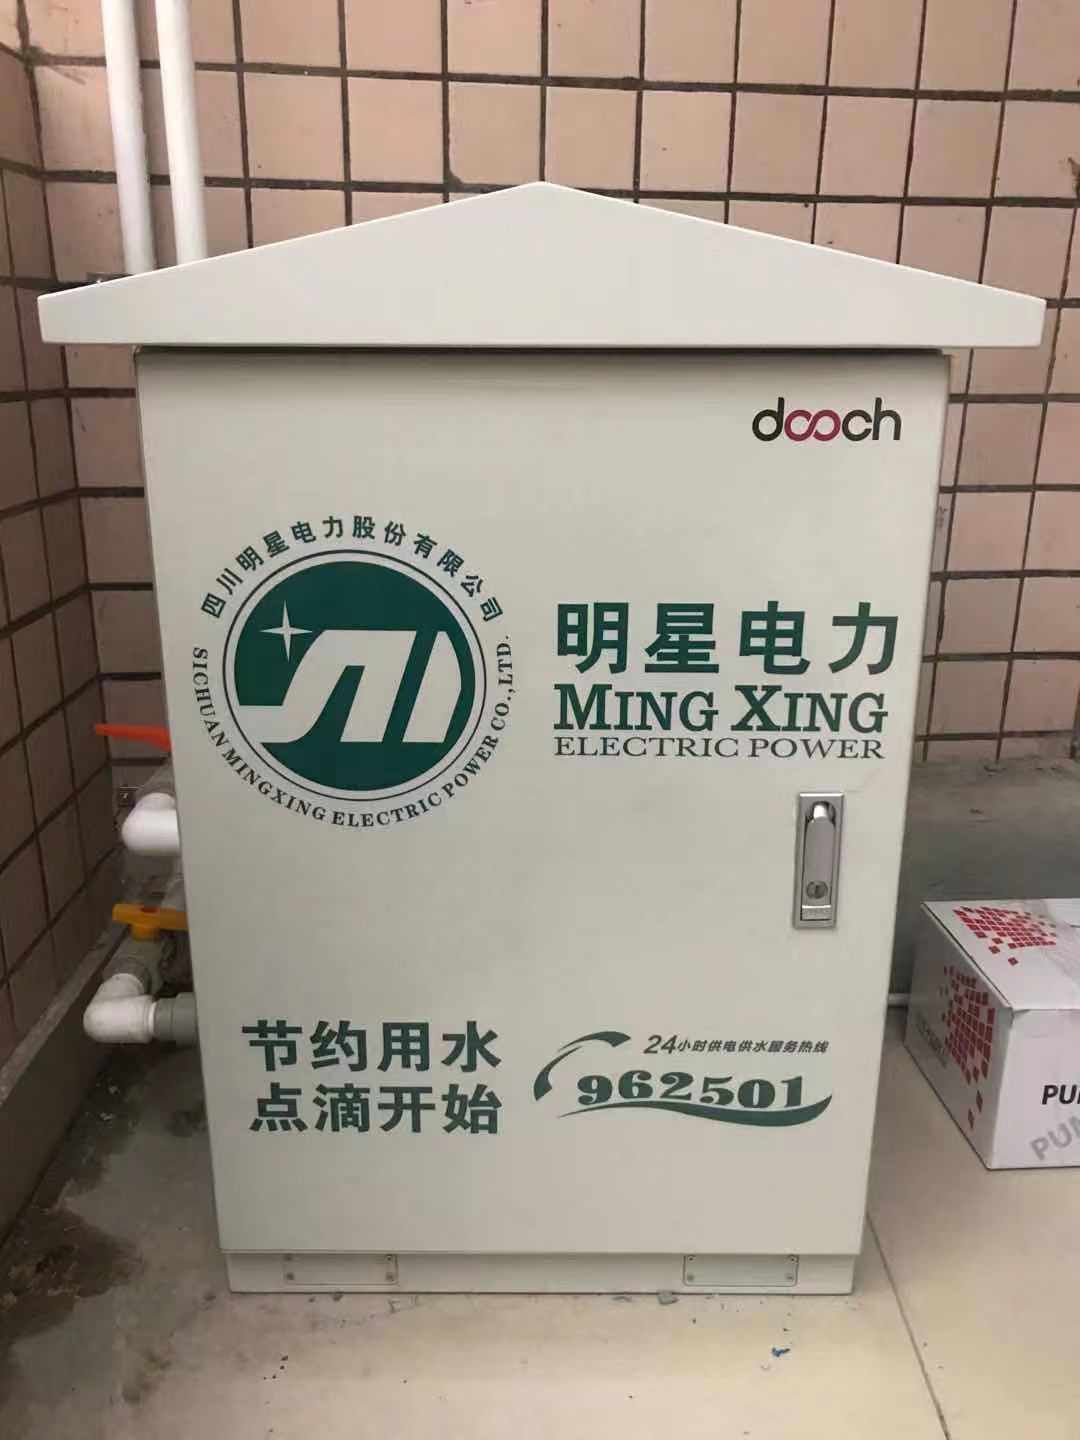 dooch
四川明星电力股份有限公司
SICHUAN MINGXING ELECTRIC POWER CO.,LTD.
明星电力
MING XING
ELECTRIC POWER
节约用水
点滴开始
24小时供电供水服务热线
962501